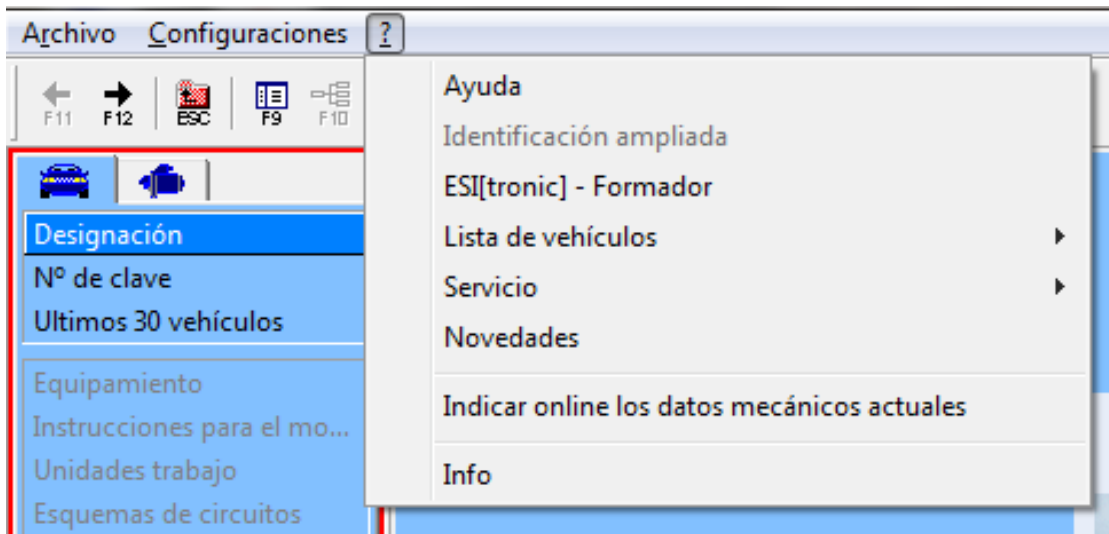 Archivo Configuraciones ?
F11 F12 ESC F9 F10
Designación
Nº de clave
Ultimos 30 vehículos
Equipamiento
Instrucciones para el mo...
Unidades trabajo
Esquemas de circuitos
Ayuda
Identificación ampliada
ESI[tronic] - Formador
Lista de vehículos
Servicio
Novedades
Indicar online los datos mecánicos actuales
Info